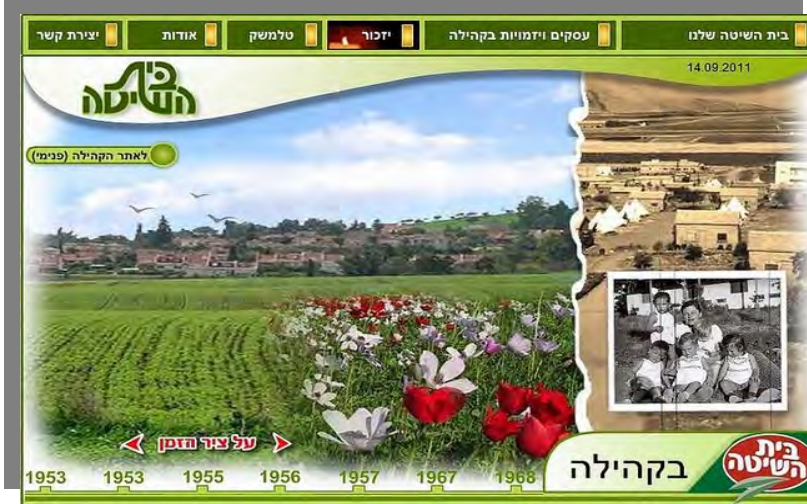 בית השיטה שלנו
עסקים ויזמויות בקהילה
יזכור
טלמשק
אודות
יצירת קשר
14.09.2011
בית השיטה
לאתר הקהילה (פנימי)
על ציר הזמן
1953 1953 1955 1956 1957 1967 1968
בקהילה
בית השיטה